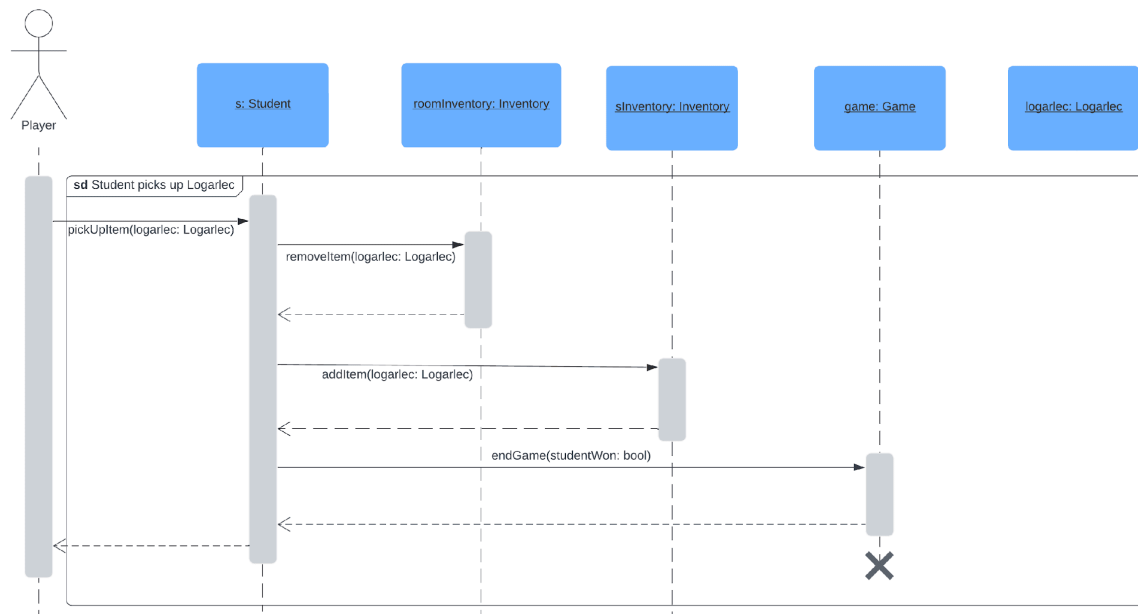 Player
s: Student
roomInventory: Inventory
sInventory: Inventory
game: Game
logarlec: Logarlec
sd Student picks up Logarlec
pickUpItem(logarlec: Logarlec)
removeItem(logarlec: Logarlec)
addItem(logarlec: Logarlec)
endGame(studentWon: bool)